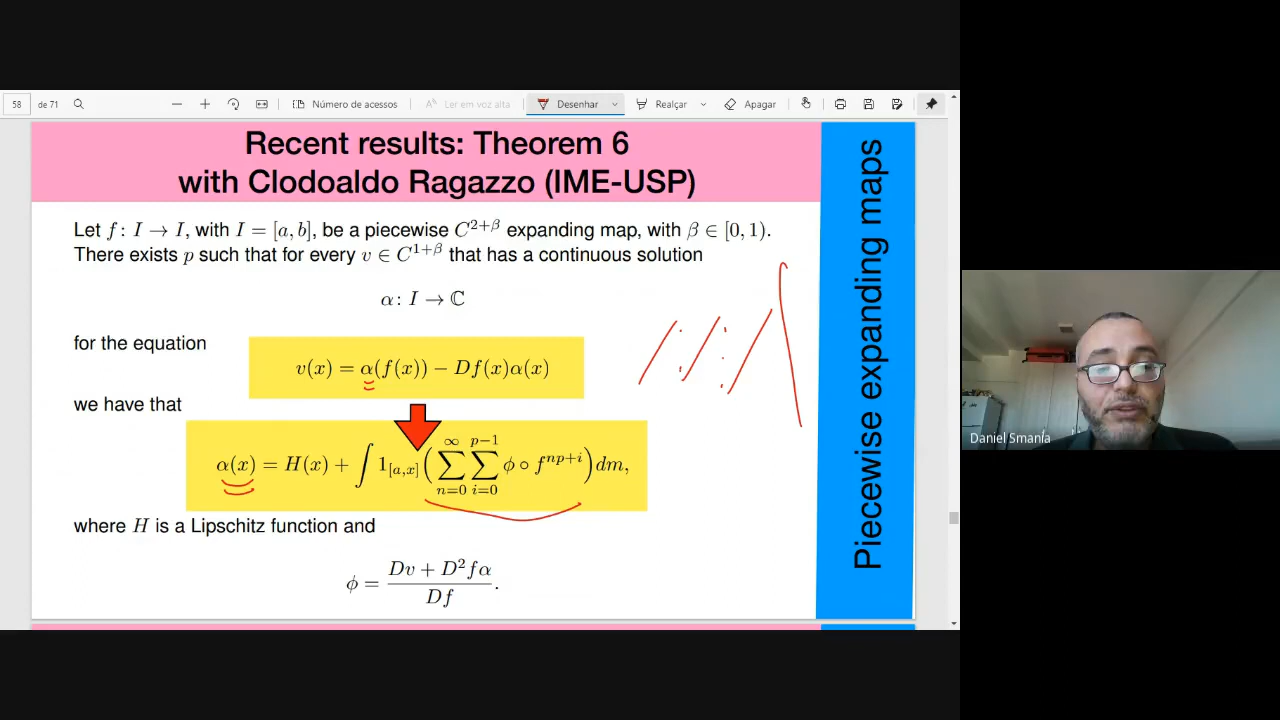 58 de 71 Número de acessos Ler em voz alta Desenhar Realçar Apagar
Recent results: Theorem 6
with Clodoaldo Ragazzo (IME-USP)
Let f: I → I, with I = [a, b], be a piecewise C^{2+β} expanding map, with β ∈ [0, 1).
There exists p such that for every v ∈ C^{1+β} that has a continuous solution
α: I → ℂ
for the equation
v(x) = α(f(x)) − Df(x)α(x)
we have that
α(x) = H(x) + ∫ 1_{[a,x]} ( ∑_{n=0}^{∞} ∑_{i=0}^{p−1} φ ∘ f^{np+i} ) dm,
where H is a Lipschitz function and
φ = \frac{Dv + D^2 fα}{Df}.
Piecewise expanding maps
Daniel Smania